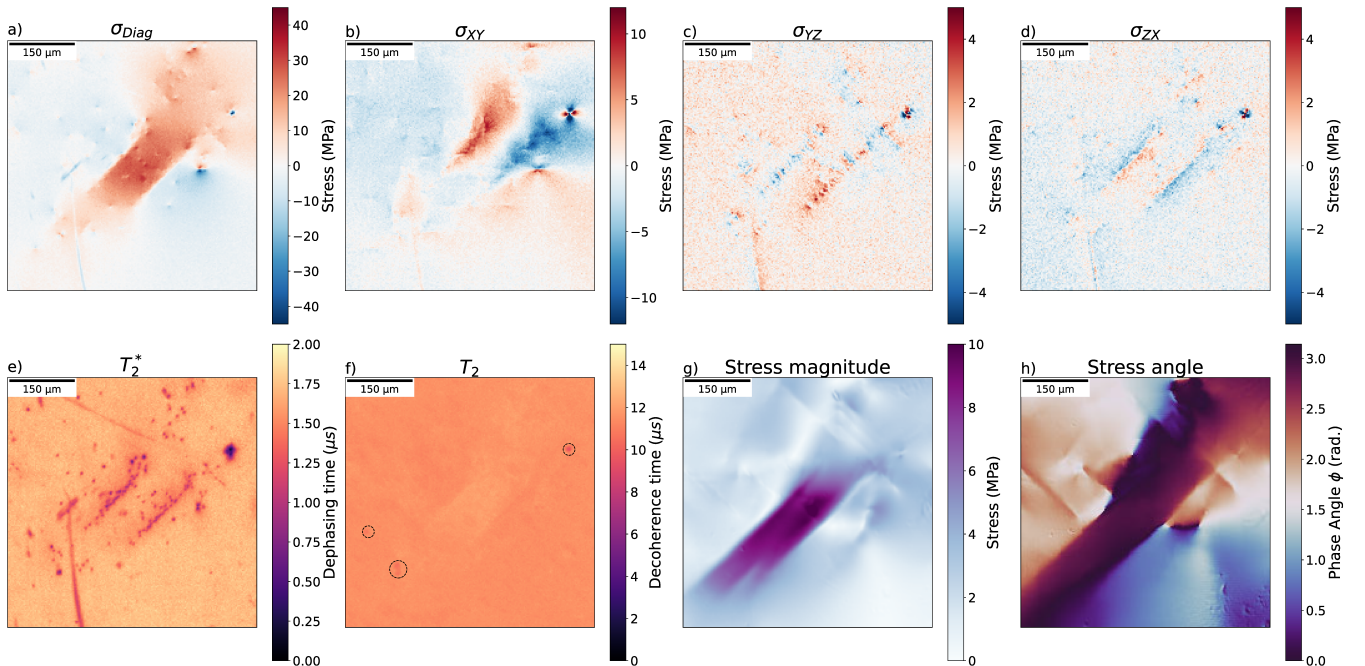 a) σ_Diag
150 μm
40
30
20
10
0
−10
−20
−30
−40
Stress (MPa)
b) σ_XY
150 μm
10
5
0
−5
−10
Stress (MPa)
c) σ_YZ
150 μm
4
2
0
−2
−4
Stress (MPa)
d) σ_ZX
150 μm
4
2
0
−2
−4
Stress (MPa)
e) T_2^*
150 μm
2.00
1.75
1.50
1.25
1.00
0.75
0.50
0.25
0.00
Dephasing time (μs)
f) T_2
150 μm
14
12
10
8
6
4
2
0
Decoherence time (μs)
g) Stress magnitude
150 μm
10
8
6
4
2
0
Stress (MPa)
h) Stress angle
150 μm
3.0
2.5
2.0
1.5
1.0
0.5
0.0
Phase Angle ϕ (rad.)